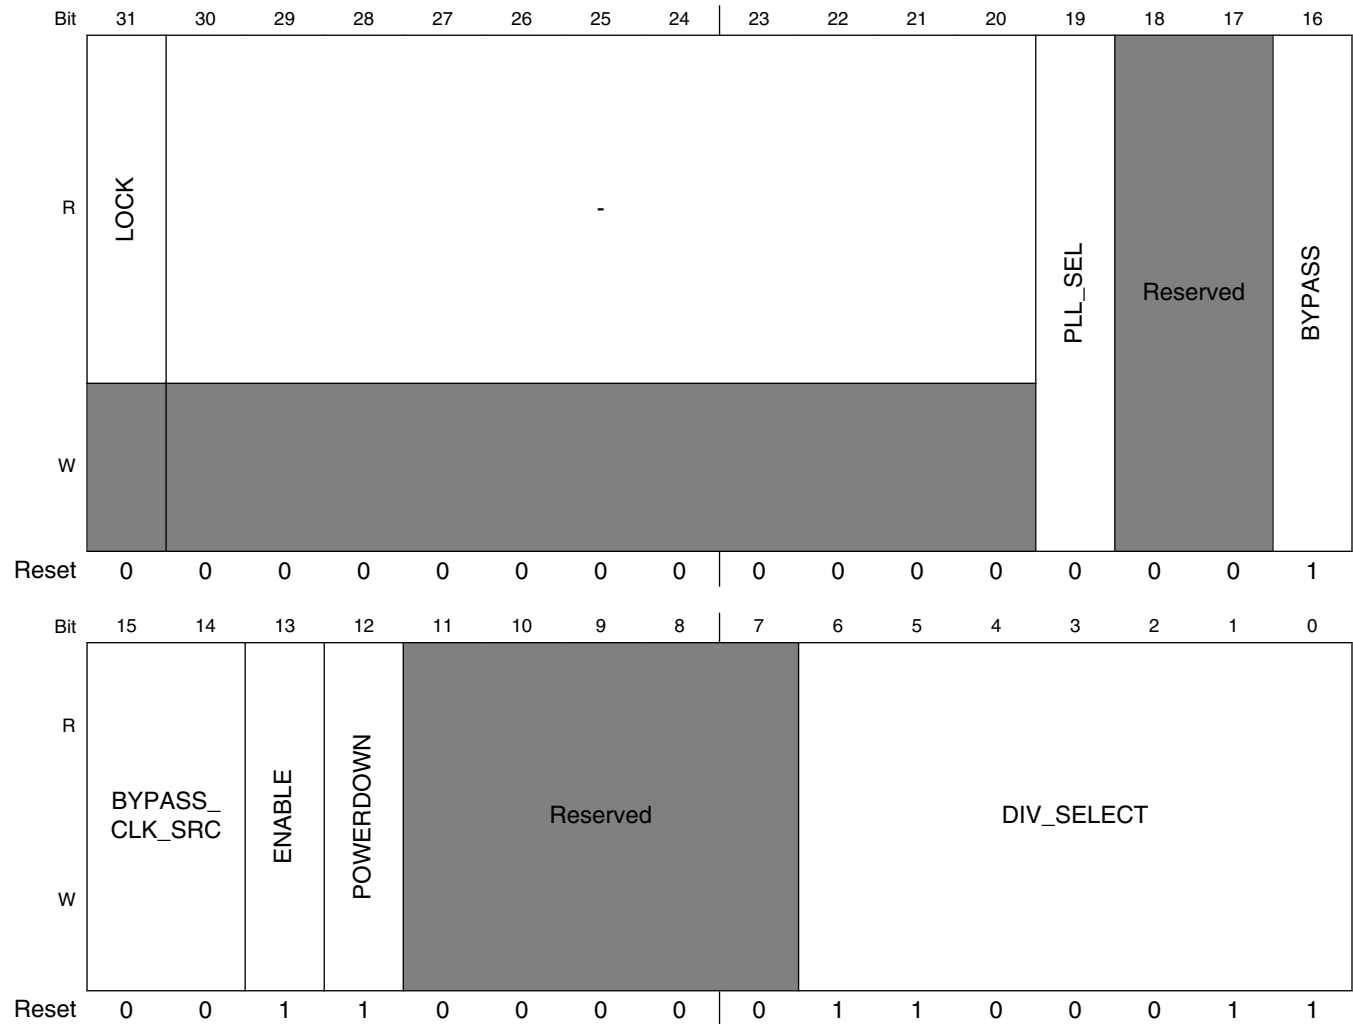 Bit 31 30 29 28 27 26 25 24 23 22 21 20 19 18 17 16
R LOCK - PLL_SEL Reserved BYPASS
W
Reset 0 0 0 0 0 0 0 0 0 0 0 0 0 0 0 1
Bit 15 14 13 12 11 10 9 8 7 6 5 4 3 2 1 0
R
BYPASS_
CLK_SRC ENABLE POWERDOWN Reserved DIV_SELECT
W
Reset 0 0 1 1 0 0 0 0 0 1 1 0 0 0 1 1